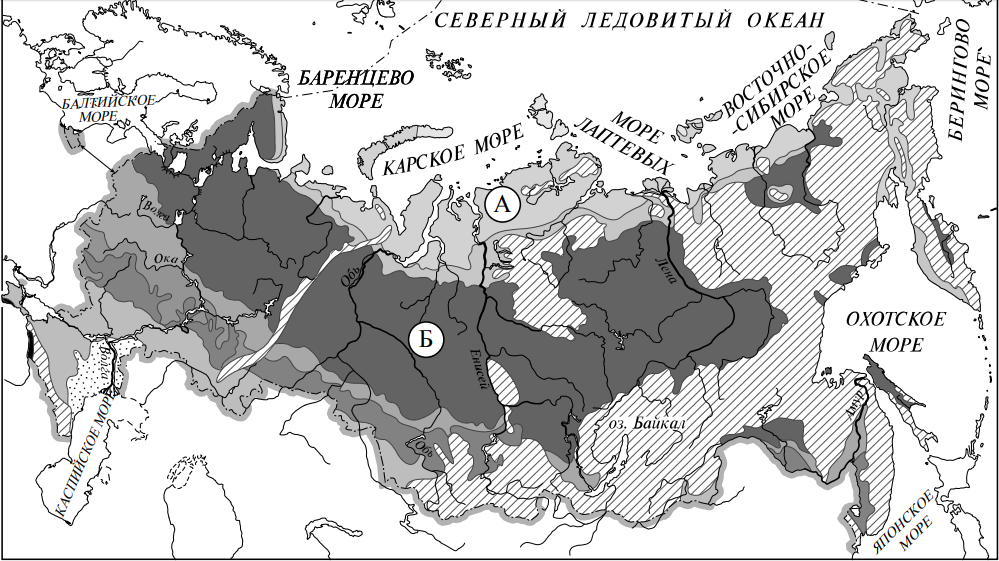 СЕВЕРНЫЙ ЛЕДОВИТЫЙ ОКЕАН
БАРЕНЦЕВО
МОРЕ
БАЛТИЙСКОЕ
МОРЕ
КАРСКОЕ МОРЕ
МОРЕ
ЛАПТЕВЫХ
ВОСТОЧНО-
-СИБИРСКОЕ
МОРЕ
БЕРИНГОВО
МОРЕ
А
Волга
Ока
Обь
Лена
Б
Енисей
ОХОТСКОЕ
МОРЕ
Волга
оз. Байкал
Амур
Обь
КАСПИЙСКОЕ МОРЕ
ЯПОНСКОЕ
МОРЕ